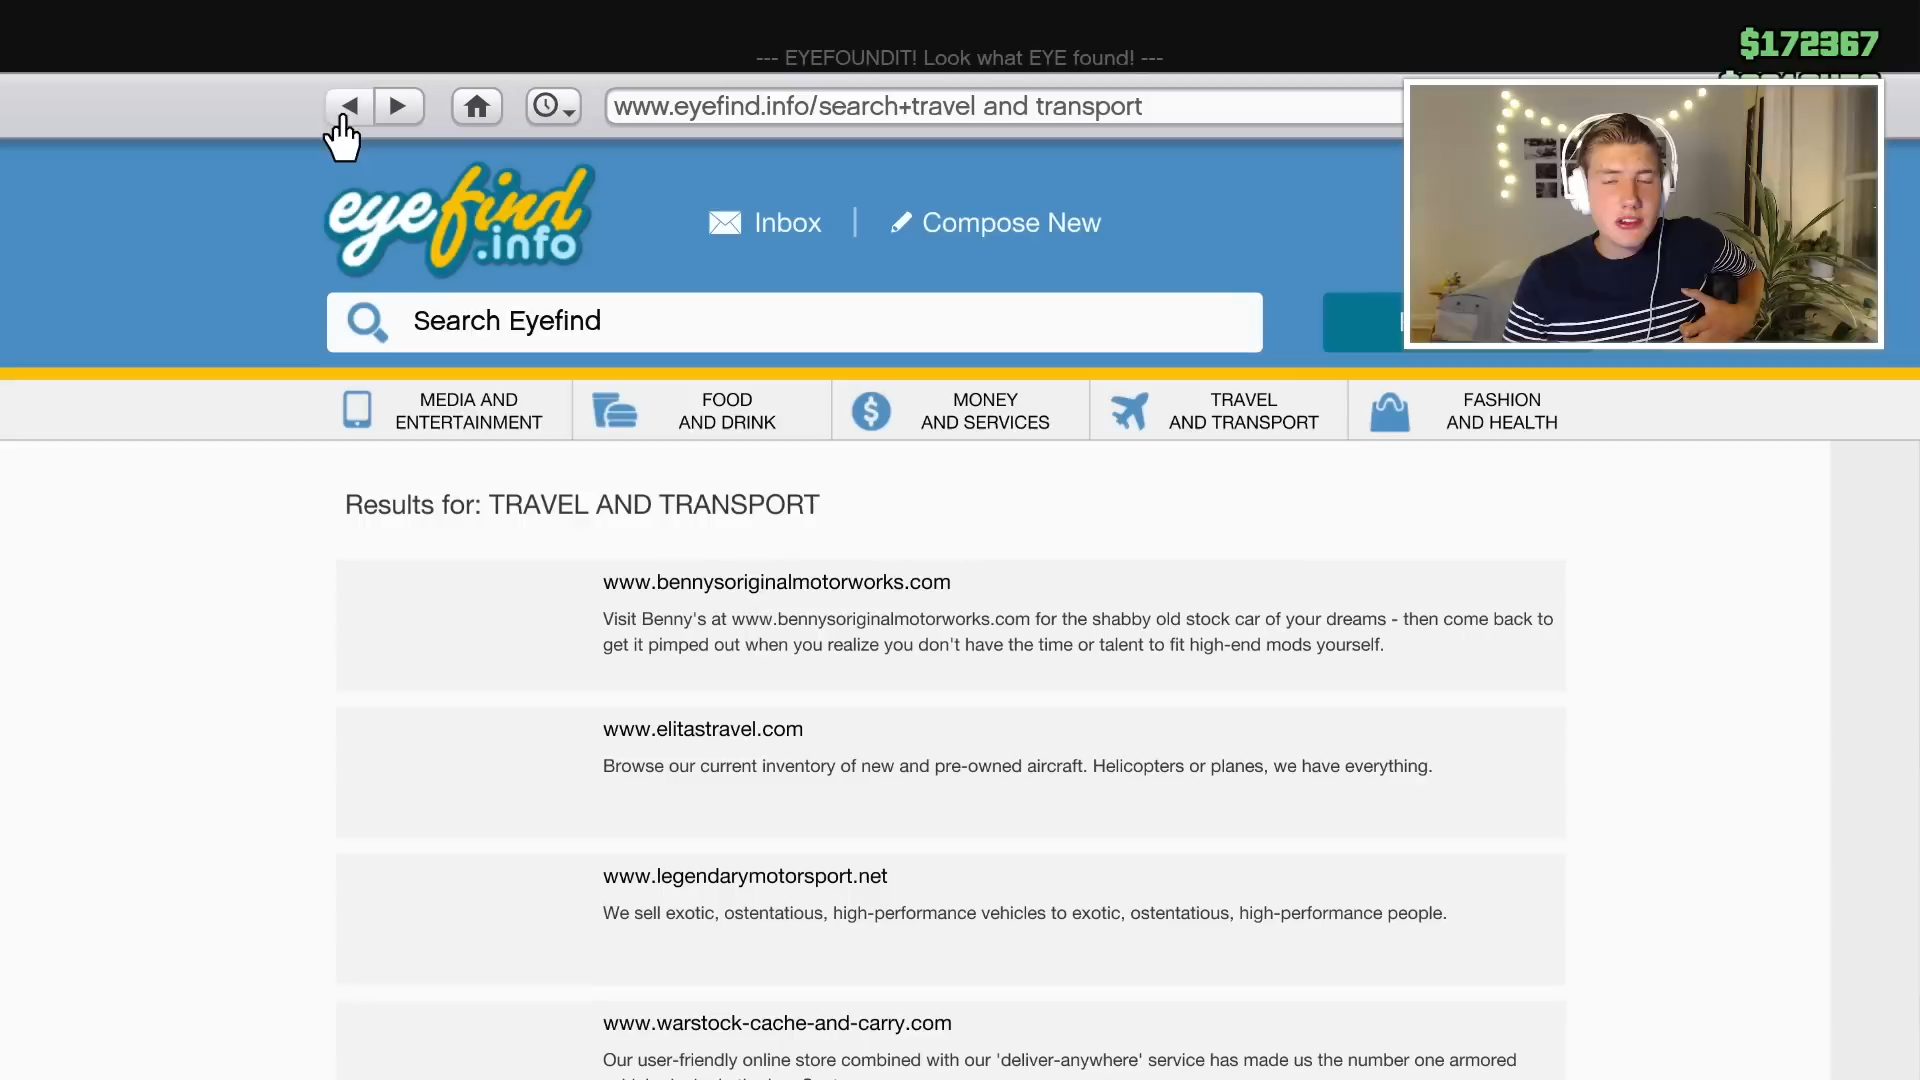 --- EYEFOUNDIT! Look what EYE found! ---
$172367
www.eyefind.info/search+travel and transport
eyefind
.info
Inbox
Compose New
Search Eyefind
MEDIA AND
ENTERTAINMENT
FOOD
AND DRINK
MONEY
AND SERVICES
TRAVEL
AND TRANSPORT
FASHION
AND HEALTH
Results for: TRAVEL AND TRANSPORT
www.bennysoriginalmotorworks.com
Visit Benny's at www.bennysoriginalmotorworks.com for the shabby old stock car of your dreams - then come back to
get it pimped out when you realize you don't have the time or talent to fit high-end mods yourself.
www.elitastravel.com
Browse our current inventory of new and pre-owned aircraft. Helicopters or planes, we have everything.
www.legendarymotorsport.net
We sell exotic, ostentatious, high-performance vehicles to exotic, ostentatious, high-performance people.
www.warstock-cache-and-carry.com
Our user-friendly online store combined with our 'deliver-anywhere' service has made us the number one armored